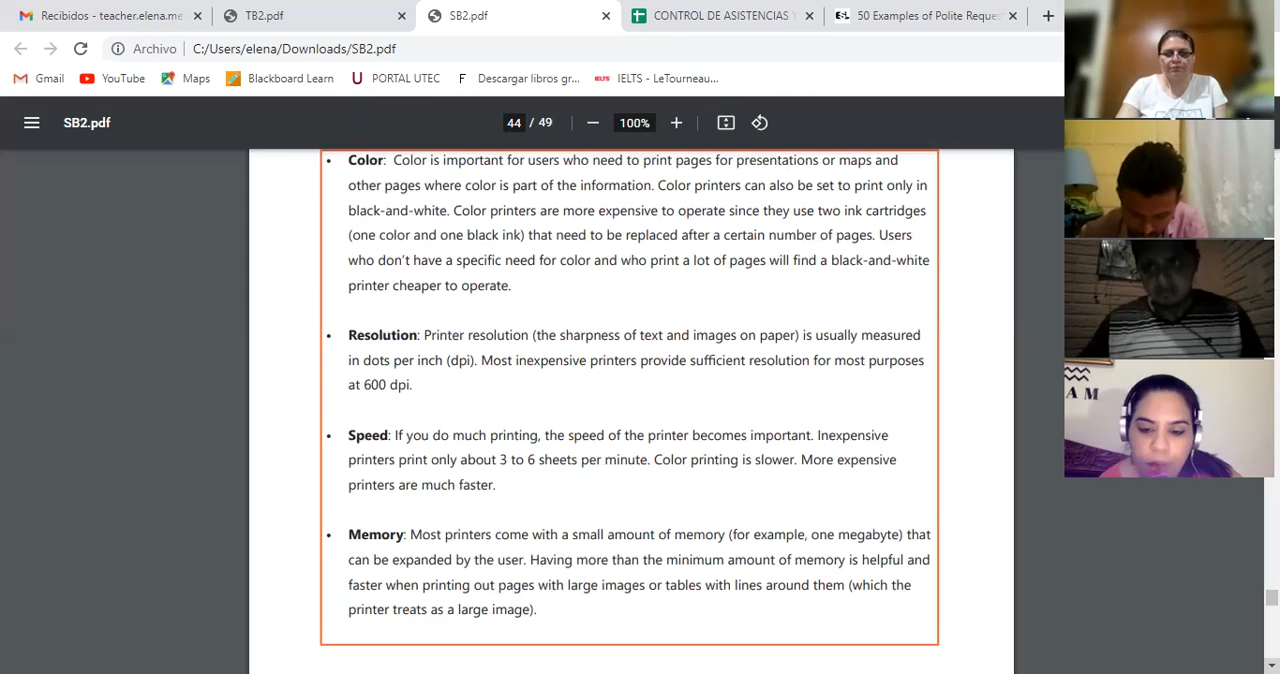 Recibidos - teacher.elena.me
TB2.pdf
SB2.pdf
CONTROL DE ASISTENCIAS
ESL 50 Examples of Polite Reques
Archivo C:/Users/elena/Downloads/SB2.pdf
Gmail
YouTube
Maps
Blackboard Learn
U PORTAL UTEC
F Descargar libros gr...
IELTS IELTS - LeTourneau...
SB2.pdf
44 / 49
100%
• Color: Color is important for users who need to print pages for presentations or maps and
other pages where color is part of the information. Color printers can also be set to print only in
black-and-white. Color printers are more expensive to operate since they use two ink cartridges
(one color and one black ink) that need to be replaced after a certain number of pages. Users
who don't have a specific need for color and who print a lot of pages will find a black-and-white
printer cheaper to operate.
• Resolution: Printer resolution (the sharpness of text and images on paper) is usually measured
in dots per inch (dpi). Most inexpensive printers provide sufficient resolution for most purposes
at 600 dpi.
• Speed: If you do much printing, the speed of the printer becomes important. Inexpensive
printers print only about 3 to 6 sheets per minute. Color printing is slower. More expensive
printers are much faster.
• Memory: Most printers come with a small amount of memory (for example, one megabyte) that
can be expanded by the user. Having more than the minimum amount of memory is helpful and
faster when printing out pages with large images or tables with lines around them (which the
printer treats as a large image).
A M